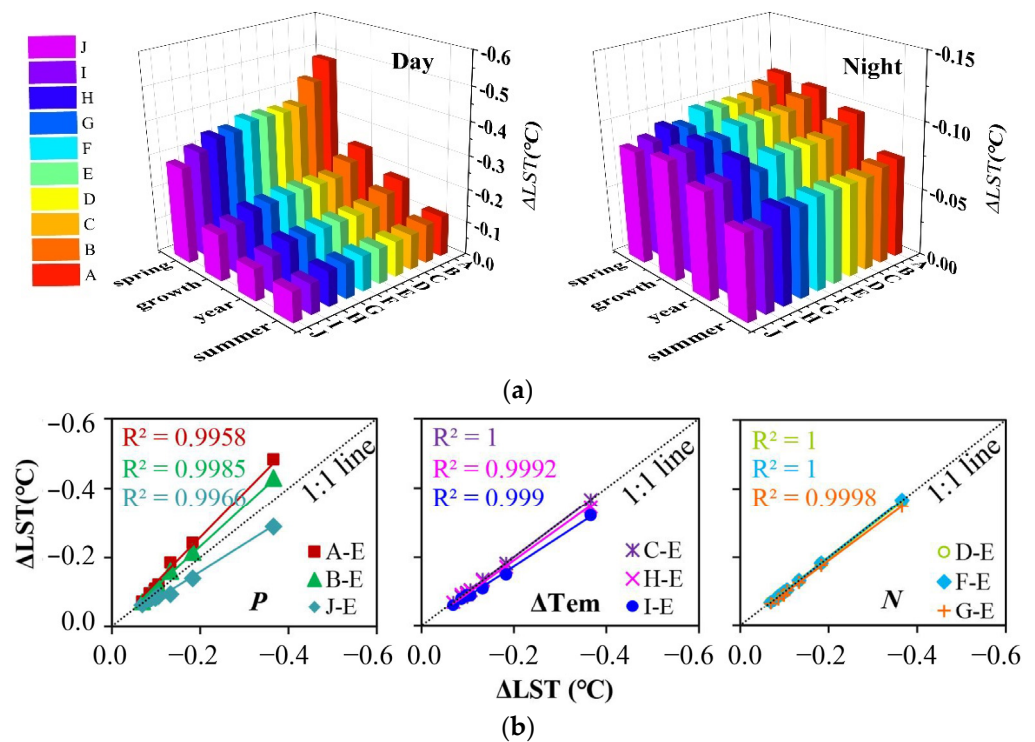 J
I
H
G
F
E
D
C
B
A
Day
-0.6
-0.5
-0.4
-0.3
-0.2
-0.1
0.0
ΔLST(°C)
spring
growth
year
summer
J
I
H
G
F
E
D
C
B
A
Night
-0.15
-0.10
-0.05
0.00
ΔLST(°C)
spring
growth
year
summer
J
I
H
G
F
E
D
C
B
A
(a)
ΔLST(°C)
−0.6
−0.4
−0.2
0.0
R² = 0.9958
R² = 0.9985
R² = 0.9966
1:1 line
A-E
B-E
J-E
P
0.0 −0.2 −0.4 −0.6
R² = 1
R² = 0.9992
R² = 0.999
1:1 line
C-E
H-E
I-E
ΔTem
0.0 −0.2 −0.4 −0.6
R² = 1
R² = 1
R² = 0.9998
1:1 line
D-E
F-E
G-E
N
0.0 −0.2 −0.4 −0.6
ΔLST (°C)
(b)